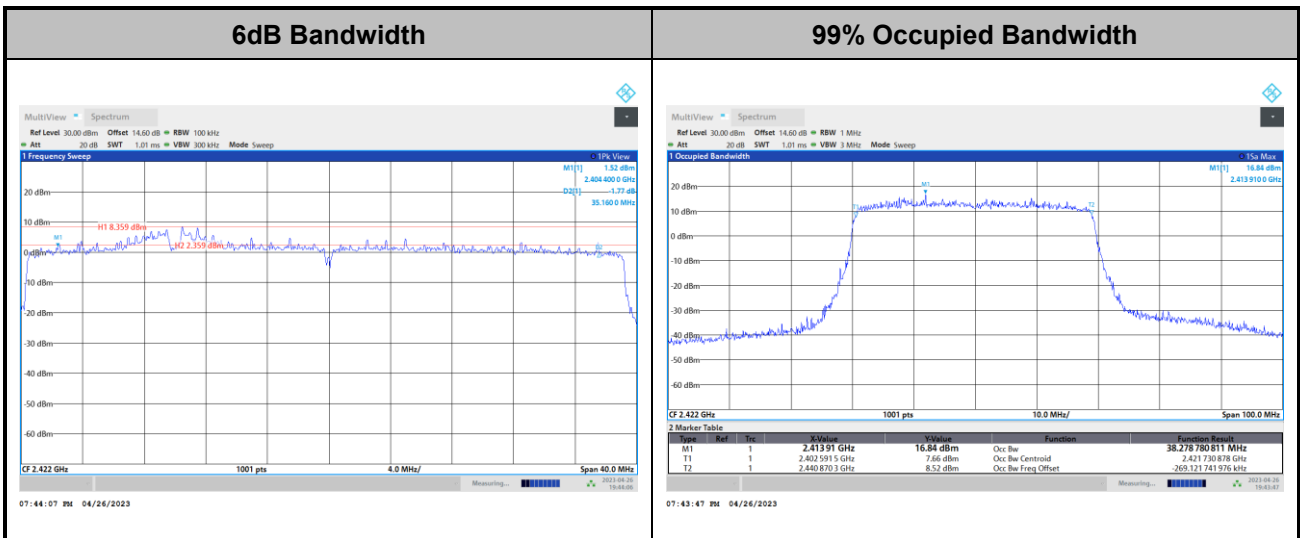 6dB Bandwidth
MultiView Spectrum
Ref Level 30.00 dBm Offset 14.60 dB RBW 100 kHz
Att 20 dB SWT 1.01 ms VBW 300 kHz Mode Sweep
1 Frequency Sweep 1Pk View
M1[1] 1.52 dBm
2.404 400 0 GHz
D2[1] -1.77 dB
35.160 0 MHz
20 dBm
10 dBm
H1 8.359 dBm
M1
H2 2.359 dBm
0 dBm
-10 dBm
-20 dBm
-30 dBm
-40 dBm
-50 dBm
-60 dBm
CF 2.422 GHz 1001 pts 4.0 MHz/ Span 40.0 MHz
Measuring... 2023-04-26
19:44:06
07:44:07 PM 04/26/2023
99% Occupied Bandwidth
MultiView Spectrum
Ref Level 30.00 dBm Offset 14.60 dB RBW 1 MHz
Att 20 dB SWT 1.01 ms VBW 3 MHz Mode Sweep
1 Occupied Bandwidth 1Sa Max
M1[1] 16.84 dBm
2.413 910 0 GHz
20 dBm
M1
T1
T2
10 dBm
0 dBm
-10 dBm
-20 dBm
-30 dBm
-40 dBm
-50 dBm
-60 dBm
CF 2.422 GHz 1001 pts 10.0 MHz/ Span 100.0 MHz
2 Marker Table
Type Ref Trc X-Value Y-Value Function Function Result
M1 1 2.413 91 GHz 16.84 dBm Occ Bw 38.278 780 811 MHz
T1 1 2.402 591 5 GHz 7.66 dBm Occ Bw Centroid 2.421 730 878 GHz
T2 1 2.440 870 3 GHz 8.52 dBm Occ Bw Freq Offset -269.121 741 976 kHz
Measuring... 2023-04-26
19:43:47
07:43:47 PM 04/26/2023